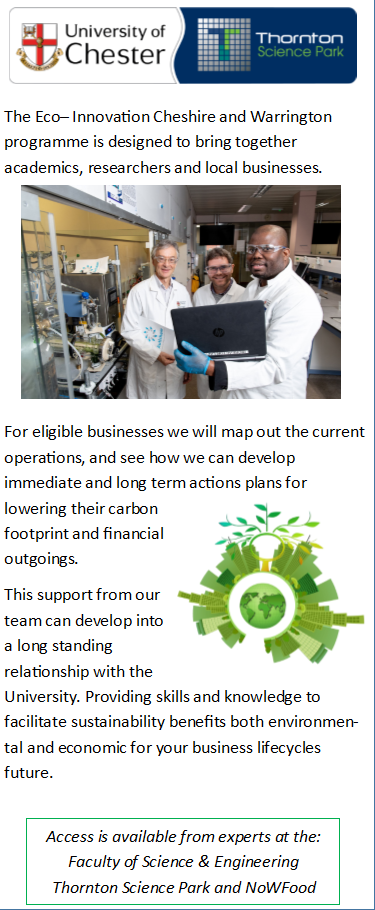 University of
Chester
Thornton
Science Park
The Eco– Innovation Cheshire and Warrington
programme is designed to bring together
academics, researchers and local businesses.
For eligible businesses we will map out the current
operations, and see how we can develop
immediate and long term actions plans for
lowering their carbon
footprint and financial
outgoings.
This support from our
team can develop into
a long standing
relationship with the
University. Providing skills and knowledge to
facilitate sustainability benefits both environmen-
tal and economic for your business lifecycles
future.
Access is available from experts at the:
Faculty of Science & Engineering
Thornton Science Park and NoWFood